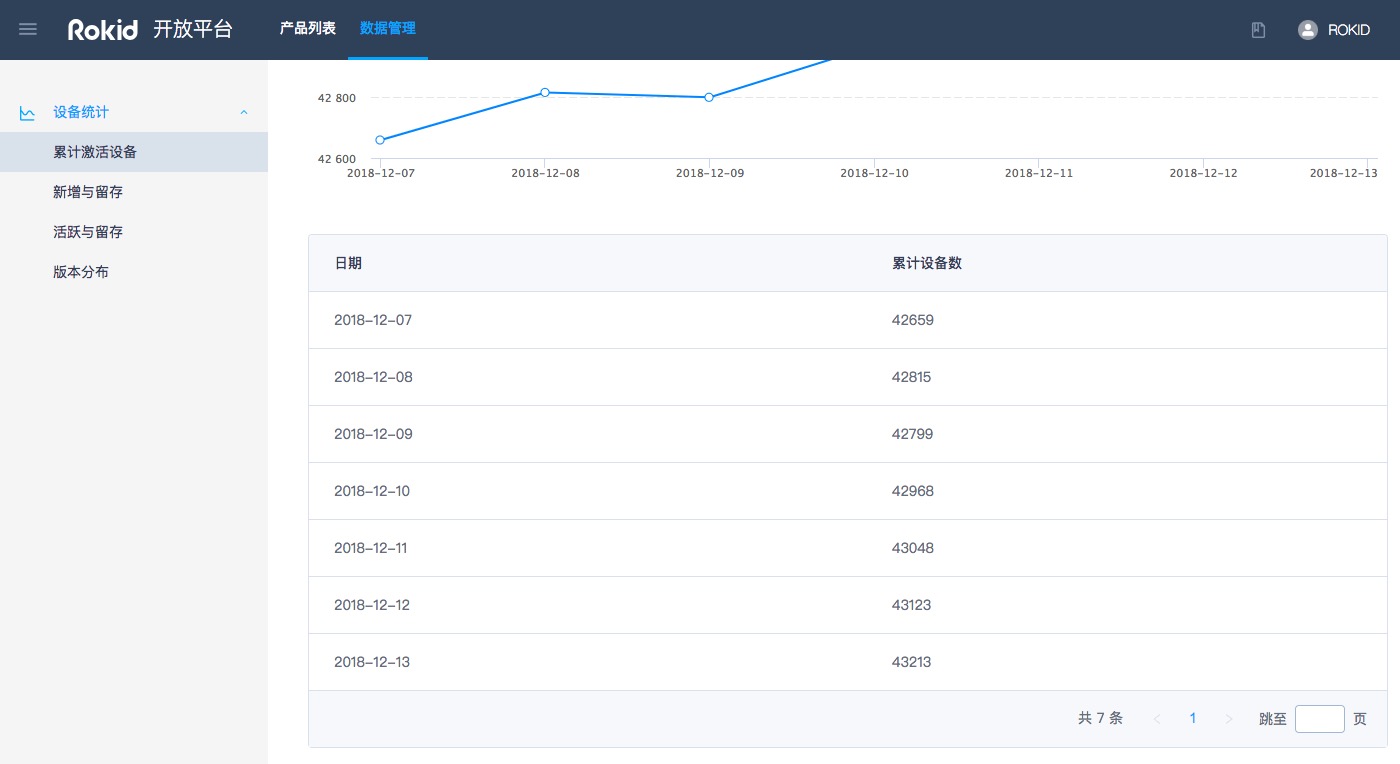 Rokid 开放平台 产品列表 数据管理 ROKID
设备统计
累计激活设备
新增与留存
活跃与留存
版本分布
42 800
42 600
2018-12-07 2018-12-08 2018-12-09 2018-12-10 2018-12-11 2018-12-12 2018-12-13
日期 累计设备数
2018-12-07 42659
2018-12-08 42815
2018-12-09 42799
2018-12-10 42968
2018-12-11 43048
2018-12-12 43123
2018-12-13 43213
共 7 条 < 1 > 跳至 页